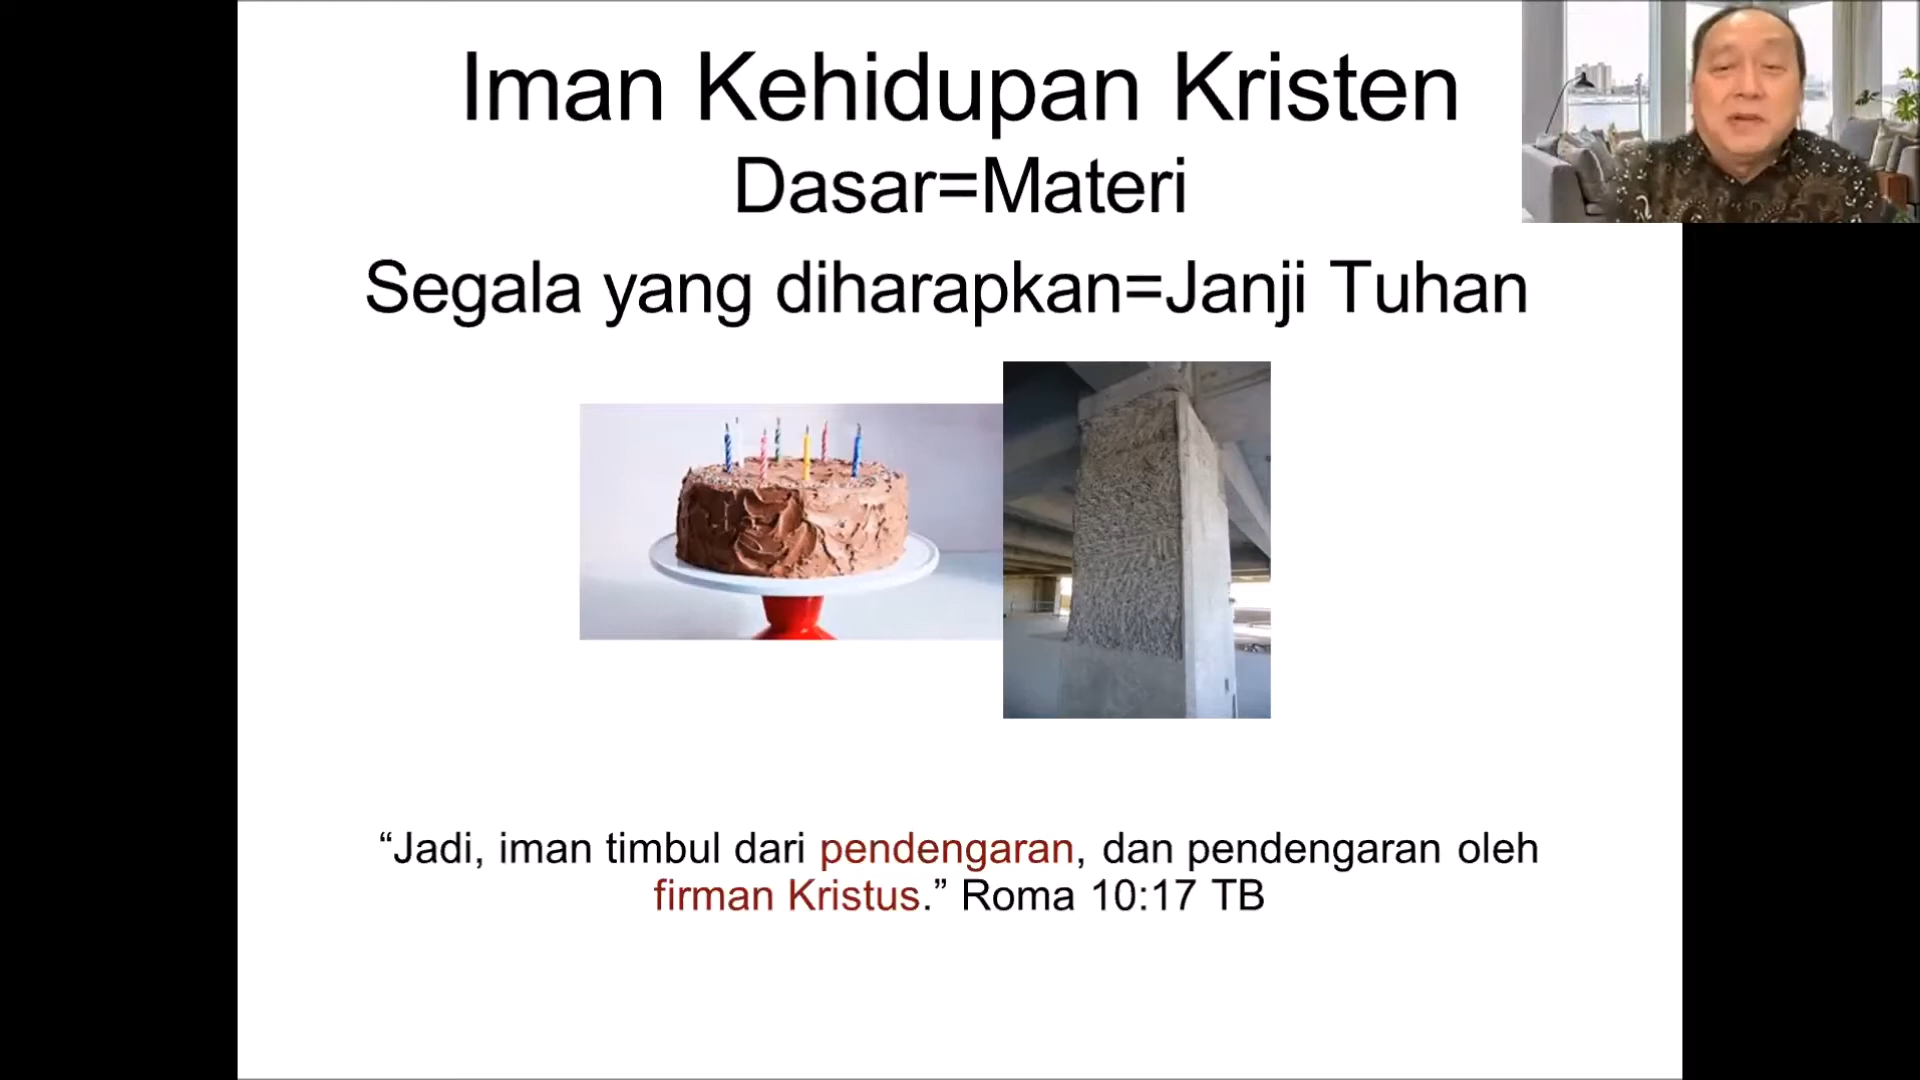 Iman Kehidupan Kristen
Dasar=Materi
Segala yang diharapkan=Janji Tuhan
“Jadi, iman timbul dari pendengaran, dan pendengaran oleh
firman Kristus.” Roma 10:17 TB